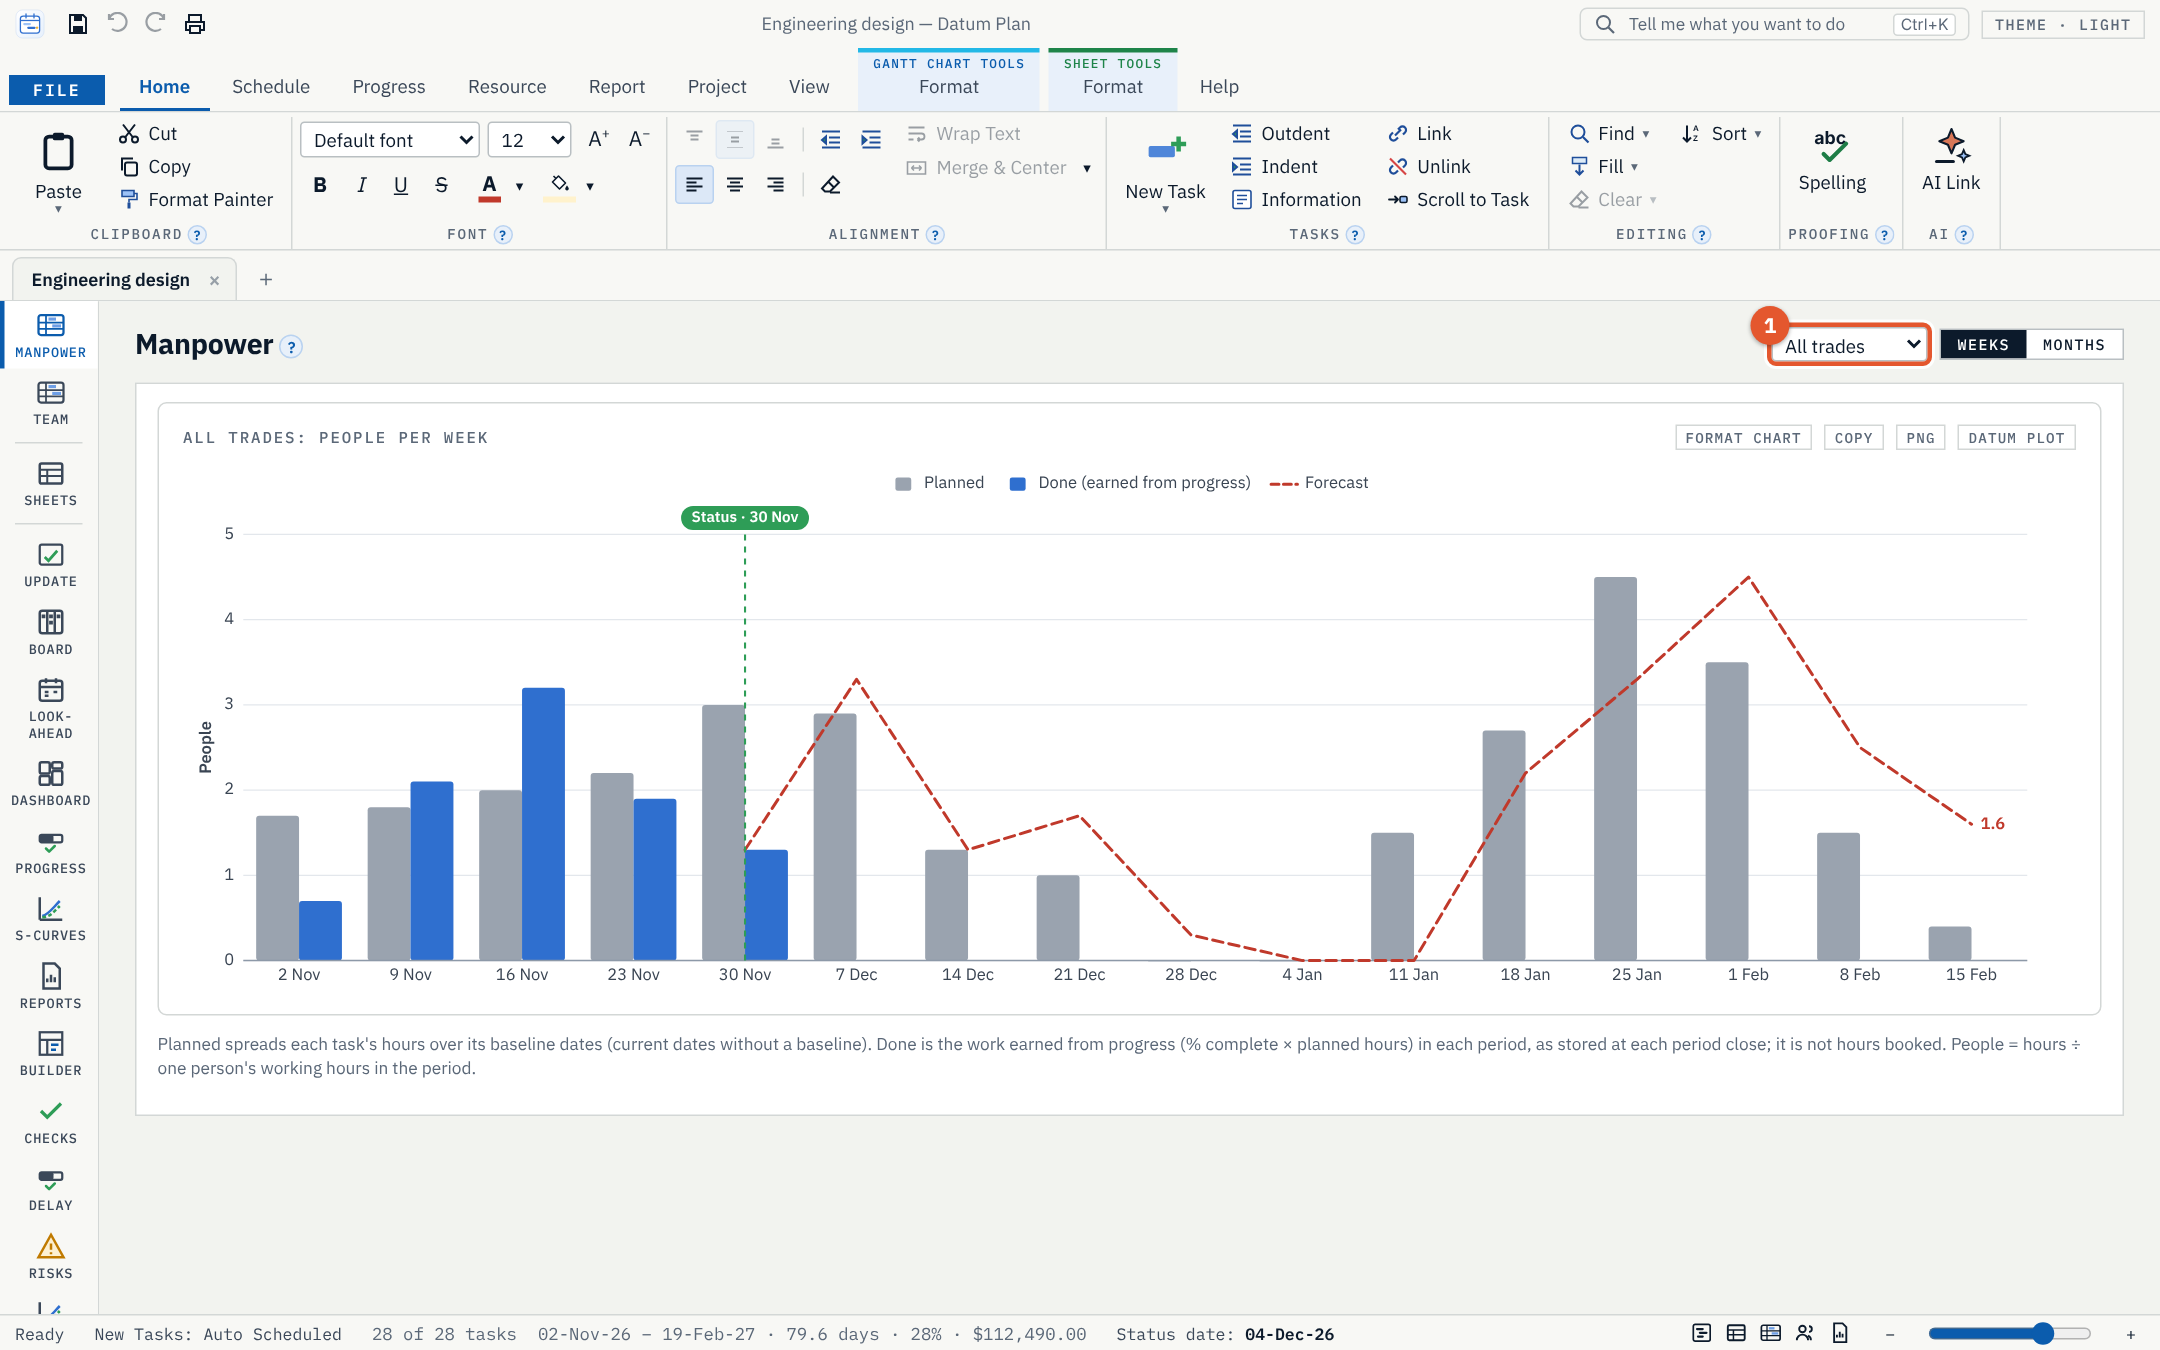 Engineering design — Datum Plan
Tell me what you want to do
Ctrl+K
THEME · LIGHT
GANTT CHART TOOLS
SHEET TOOLS
FILE
Home
Schedule
Progress
Resource
Report
Project
View
Format
Format
Help
Paste
Cut
Copy
Format Painter
CLIPBOARD ?
Default font
12
A+ A−
B I U S A
FONT ?
Wrap Text
Merge & Center
ALIGNMENT ?
New Task
Outdent
Indent
Information
Link
Unlink
Scroll to Task
TASKS ?
Find
Sort
Fill
Clear
EDITING ?
abc
Spelling
PROOFING ?
AI Link
AI ?
Engineering design ×
+
MANPOWER
TEAM
SHEETS
UPDATE
BOARD
LOOK-
AHEAD
DASHBOARD
PROGRESS
S-CURVES
REPORTS
BUILDER
CHECKS
DELAY
RISKS
Manpower ?
1
All trades
WEEKS
MONTHS
ALL TRADES: PEOPLE PER WEEK
FORMAT CHART
COPY
PNG
DATUM PLOT
Planned
Done (earned from progress)
Forecast
Status · 30 Nov
People
5
4
3
2
1
0
1.6
2 Nov
9 Nov
16 Nov
23 Nov
30 Nov
7 Dec
14 Dec
21 Dec
28 Dec
4 Jan
11 Jan
18 Jan
25 Jan
1 Feb
8 Feb
15 Feb
Planned spreads each task's hours over its baseline dates (current dates without a baseline). Done is the work earned from progress (% complete × planned hours) in each period, as stored at each period close; it is not hours booked. People = hours ÷
one person's working hours in the period.
Ready
New Tasks: Auto Scheduled
28 of 28 tasks
02-Nov-26 – 19-Feb-27 · 79.6 days · 28% · $112,490.00
Status date: 04-Dec-26
− +